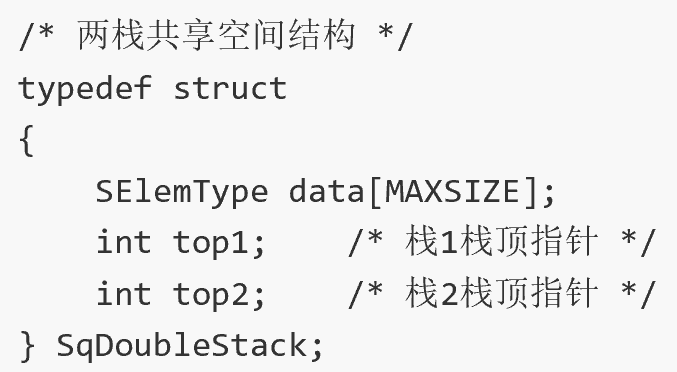 /* 两栈共享空间结构 */
typedef struct
{
    SElemType data[MAXSIZE];
    int top1;    /* 栈1栈顶指针 */
    int top2;    /* 栈2栈顶指针 */
} SqDoubleStack;